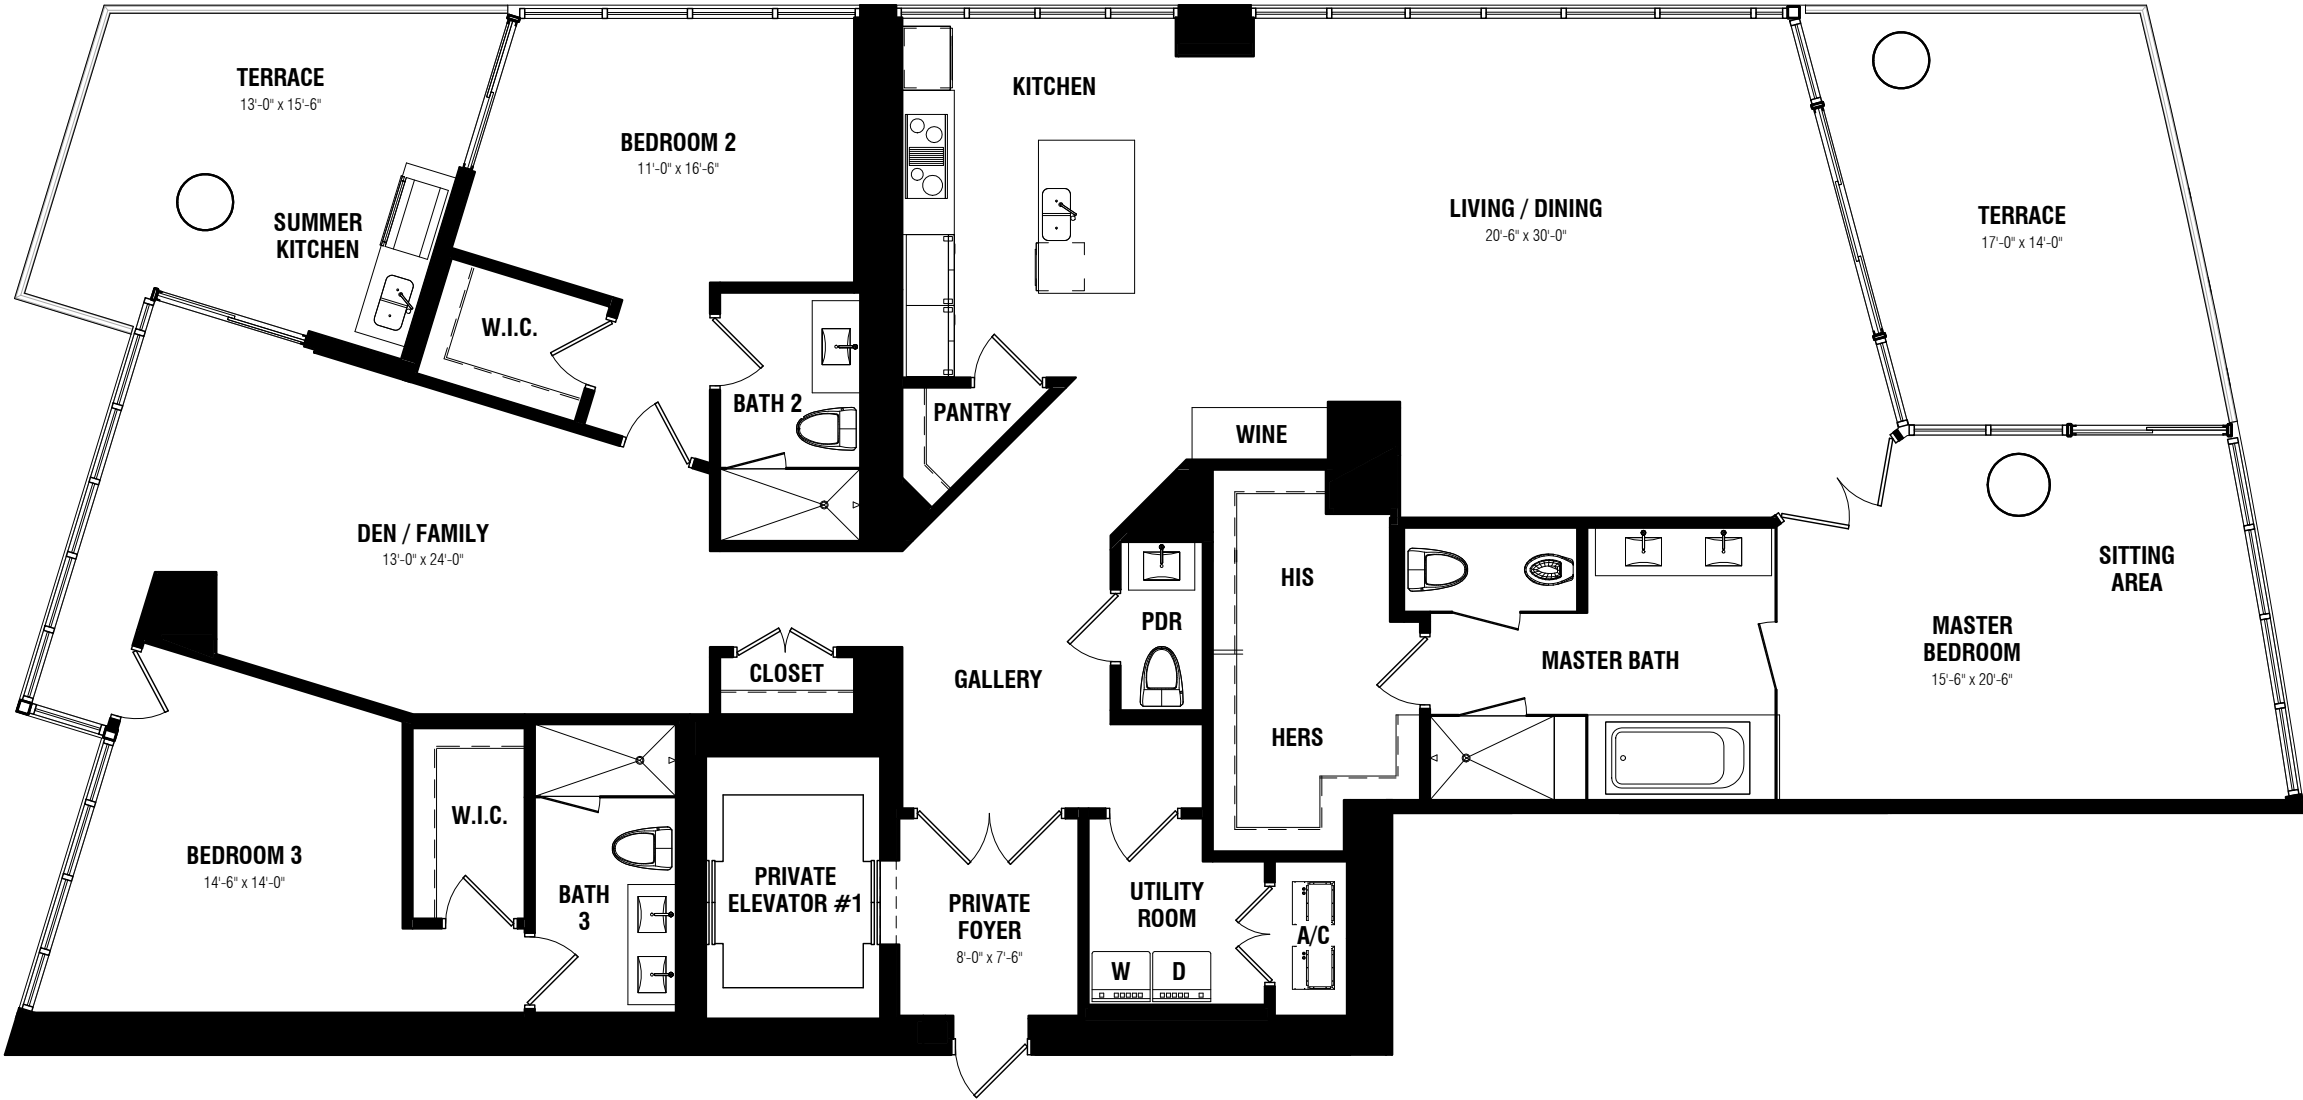 TERRACE
13'-0" x 15'-6"
SUMMER
KITCHEN
BEDROOM 2
11'-0" x 16'-6"
W.I.C.
BATH 2
KITCHEN
PANTRY
LIVING / DINING
20'-6" x 30'-0"
WINE
TERRACE
17'-0" x 14'-0"
DEN / FAMILY
13'-0" x 24'-0"
CLOSET
GALLERY
PDR
HIS
HERS
MASTER BATH
SITTING
AREA
MASTER
BEDROOM
15'-6" x 20'-6"
BEDROOM 3
14'-6" x 14'-0"
W.I.C.
BATH
3
PRIVATE
ELEVATOR #1
PRIVATE
FOYER
8'-0" x 7'-6"
UTILITY
ROOM
W
D
A/C